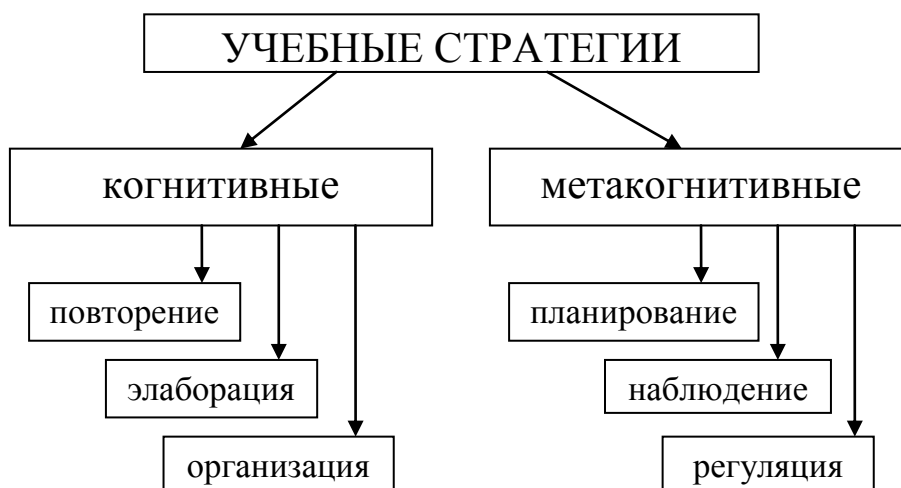 УЧЕБНЫЕ СТРАТЕГИИ
когнитивные
метакогнитивные
повторение
планирование
элаборация
наблюдение
организация
регуляция